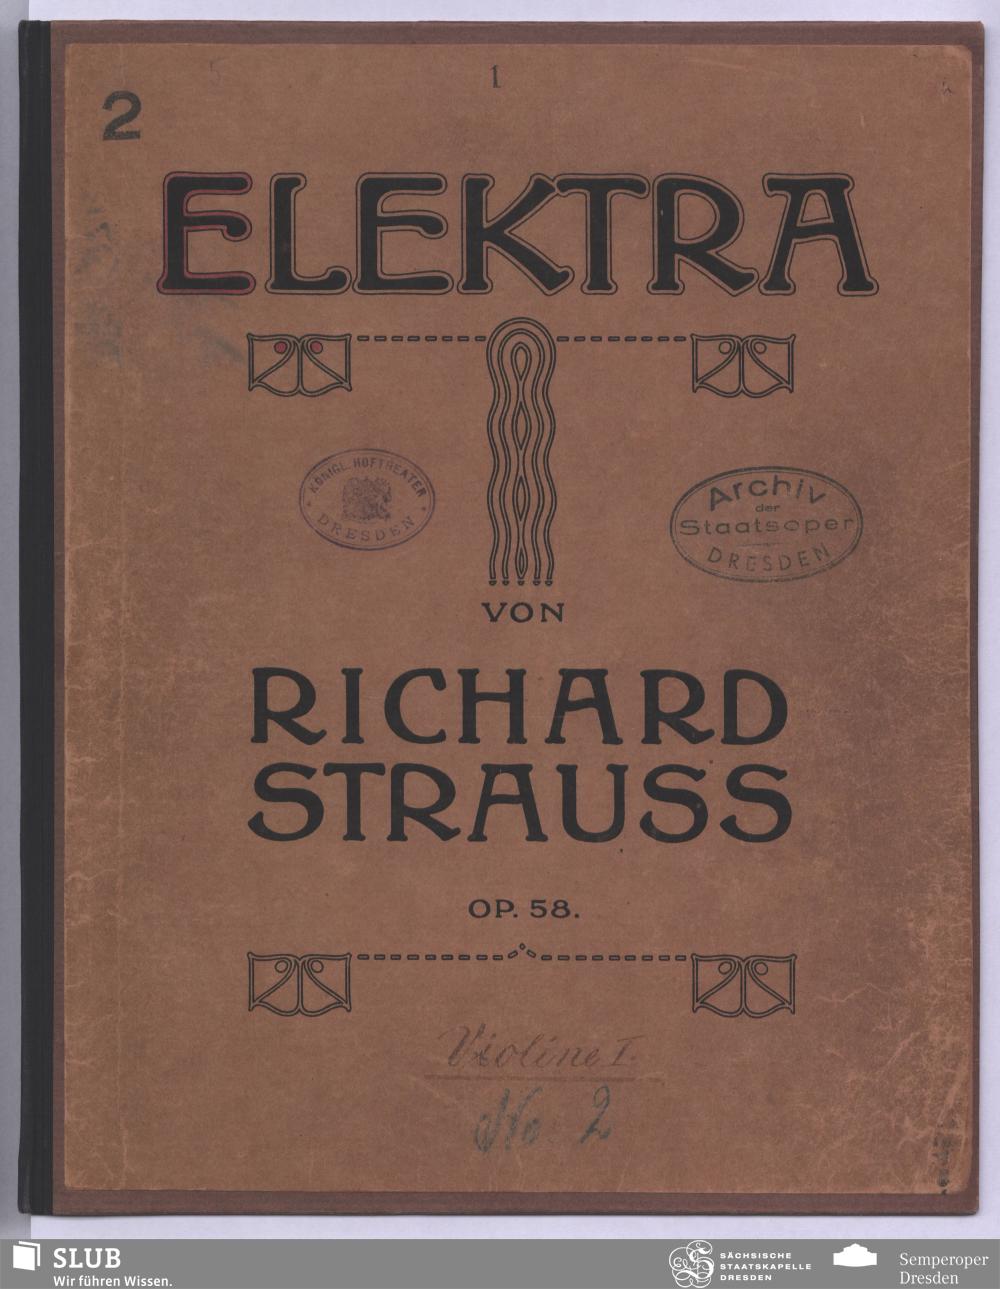 5
1
2
ELEKTRA
KÖNIGL. HOFTHEATER
DRESDEN
Archiv
der
Staatsoper
DRESDEN
VON
RICHARD
STRAUSS
OP. 58.
Violine I.
No. 2
SLUB
Wir führen Wissen.
SÄCHSISCHE
STAATSKAPELLE
DRESDEN
Semperoper
Dresden